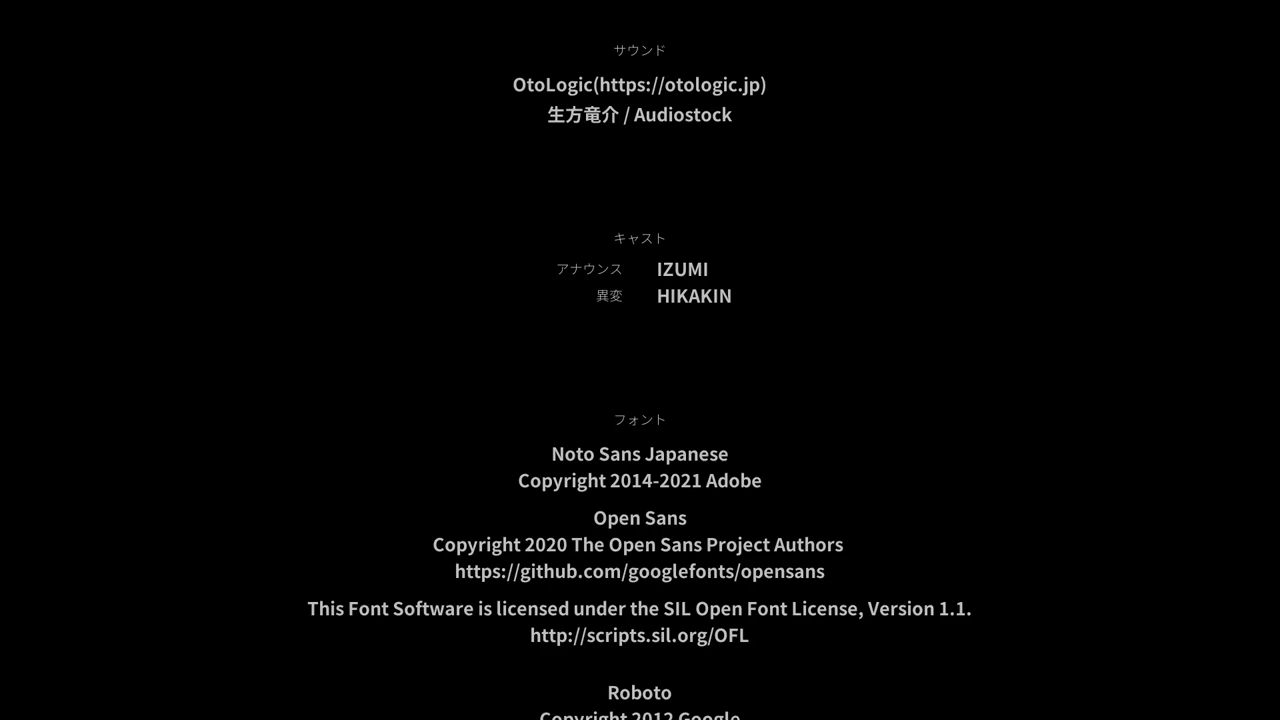 サウンド
OtoLogic(https://otologic.jp)
生方竜介 / Audiostock
キャスト
アナウンス IZUMI
異変 HIKAKIN
フォント
Noto Sans Japanese
Copyright 2014-2021 Adobe
Open Sans
Copyright 2020 The Open Sans Project Authors
https://github.com/googlefonts/opensans
This Font Software is licensed under the SIL Open Font License, Version 1.1.
http://scripts.sil.org/OFL
Roboto
Copyright 2012 Google